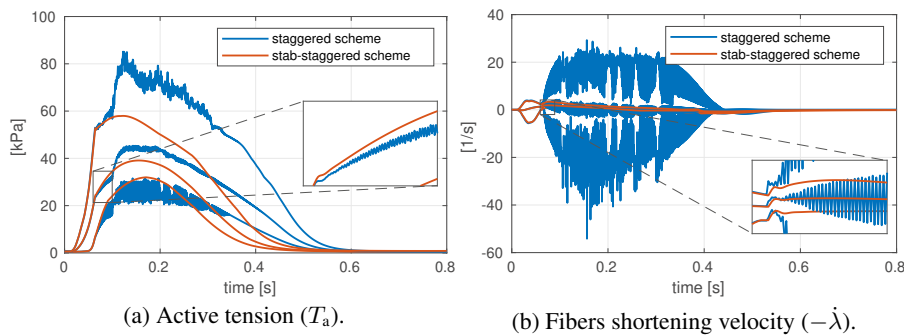 staggered scheme
stab-staggered scheme
100
80
60
40
20
0
[kPa]
0
0.2
0.4
0.6
0.8
time [s]
(a) Active tension (Tₐ).
staggered scheme
stab-staggered scheme
40
20
0
-20
-40
-60
[1/s]
0
0.2
0.4
0.6
0.8
time [s]
(b) Fibers shortening velocity (−λ̇).